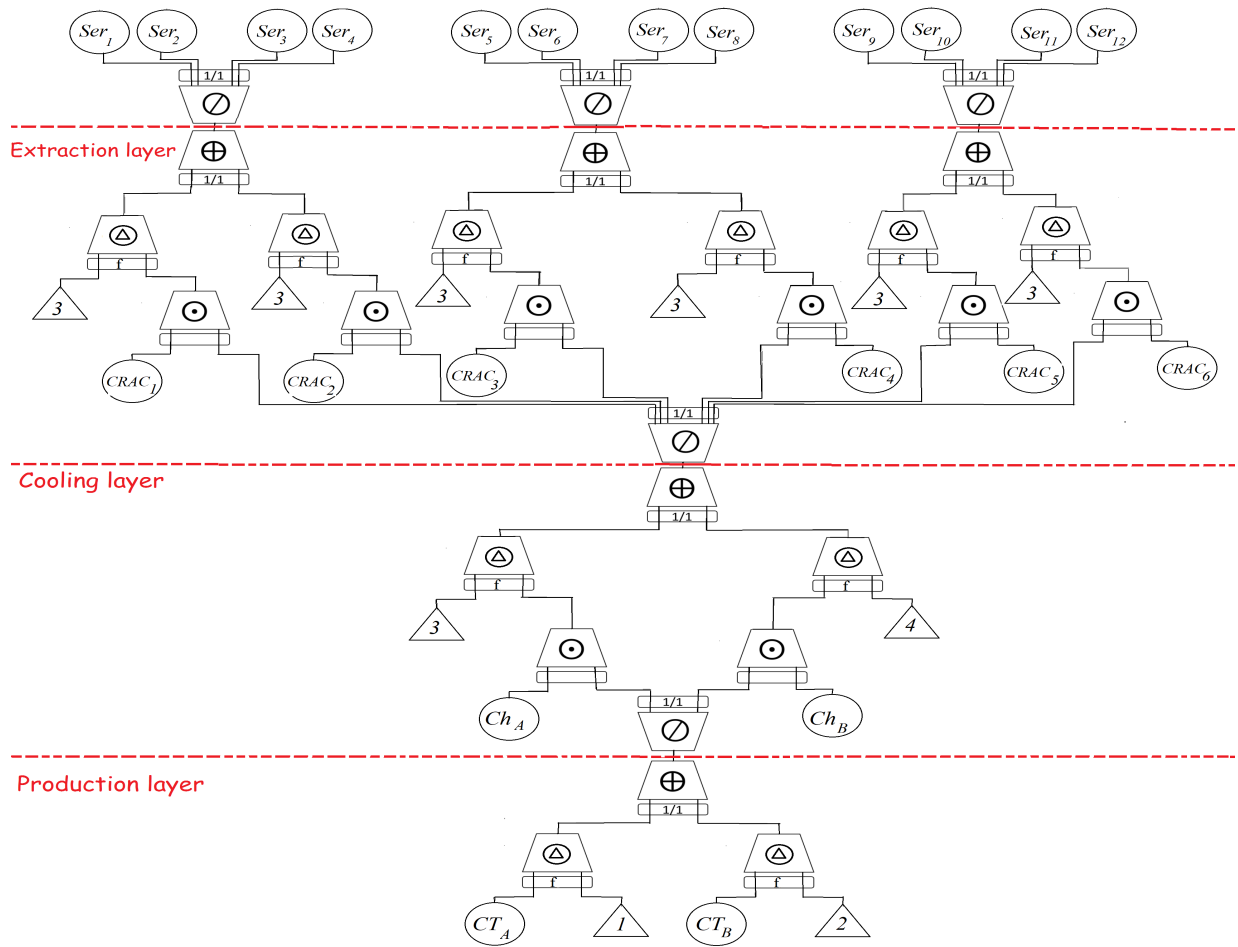 Ser1 Ser2 Ser3 Ser4 Ser5 Ser6 Ser7 Ser8 Ser9 Ser10 Ser11 Ser12
1/1 1/1 1/1
Extraction layer
1/1 1/1 1/1
f f f f f f
3 3 3 3 3 3
CRAC1 CRAC2 CRAC3 CRAC4 CRAC5 CRAC6
1/1
Cooling layer
1/1
f f
3 4
ChA ChB
1/1
Production layer
1/1
f f
CTA 1 CTB 2